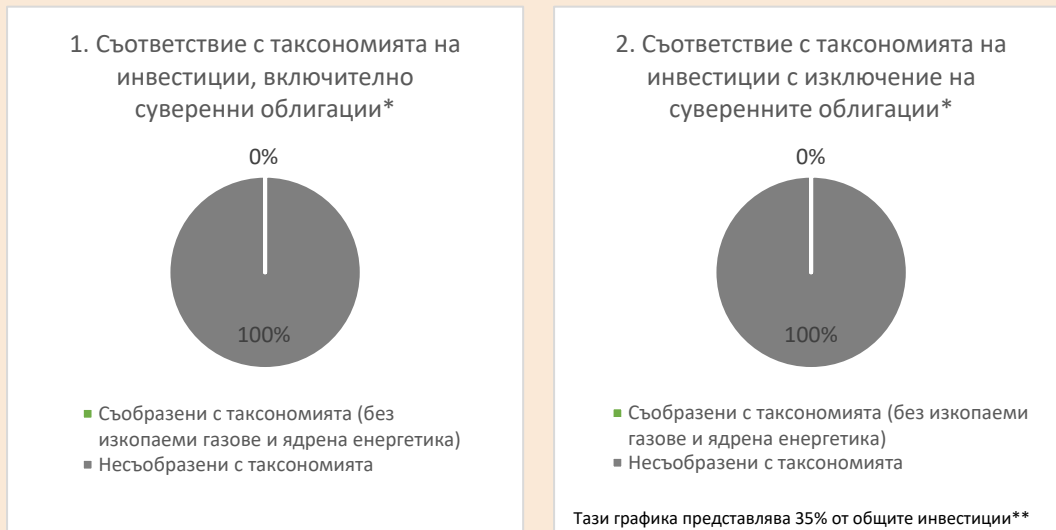 1. Съответствие с таксономията на
инвестиции, включително
суверенни облигации*
0%
100%
■ Съобразени с таксономията (без
изкопаеми газове и ядрена енергетика)
■ Несъобразени с таксономията
2. Съответствие с таксономията на
инвестиции с изключение на
суверенните облигации*
0%
100%
■ Съобразени с таксономията (без изкопаеми
газове и ядрена енергетика)
■ Несъобразени с таксономията
Тази графика представлява 35% от общите инвестиции**